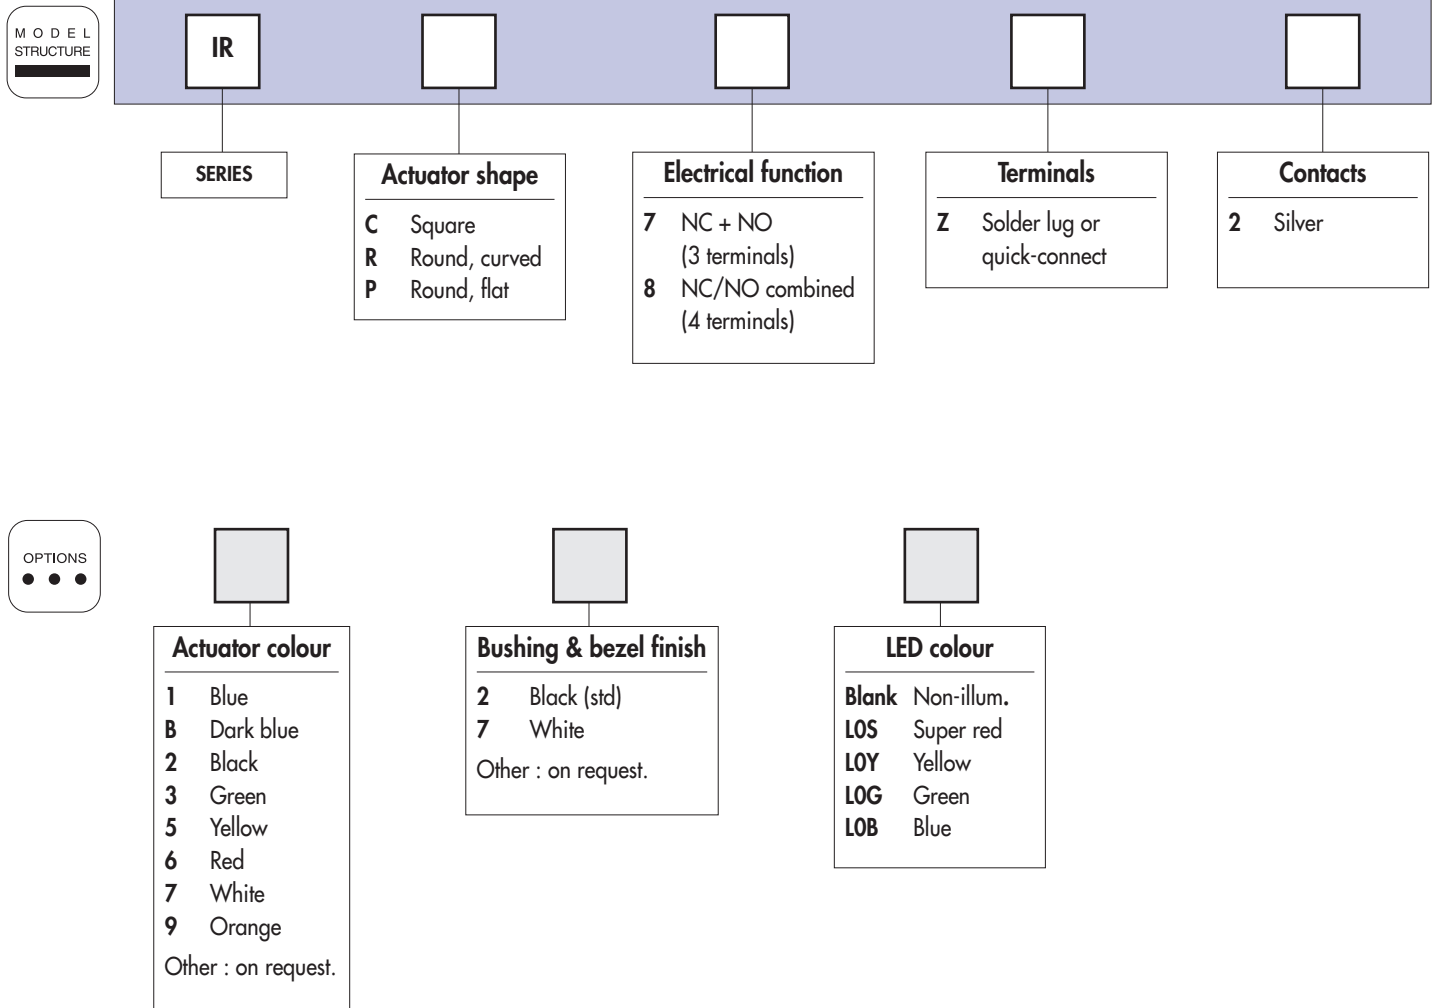 MODEL
STRUCTURE
IR
SERIES
Actuator shape
C Square
R Round, curved
P Round, flat
Electrical function
7 NC + NO
(3 terminals)
8 NC/NO combined
(4 terminals)
Terminals
Z Solder lug or
quick-connect
Contacts
2 Silver
OPTIONS
Actuator colour
1 Blue
B Dark blue
2 Black
3 Green
5 Yellow
6 Red
7 White
9 Orange
Other : on request.
Bushing & bezel finish
2 Black (std)
7 White
Other : on request.
LED colour
Blank Non-illum.
L0S Super red
L0Y Yellow
L0G Green
L0B Blue